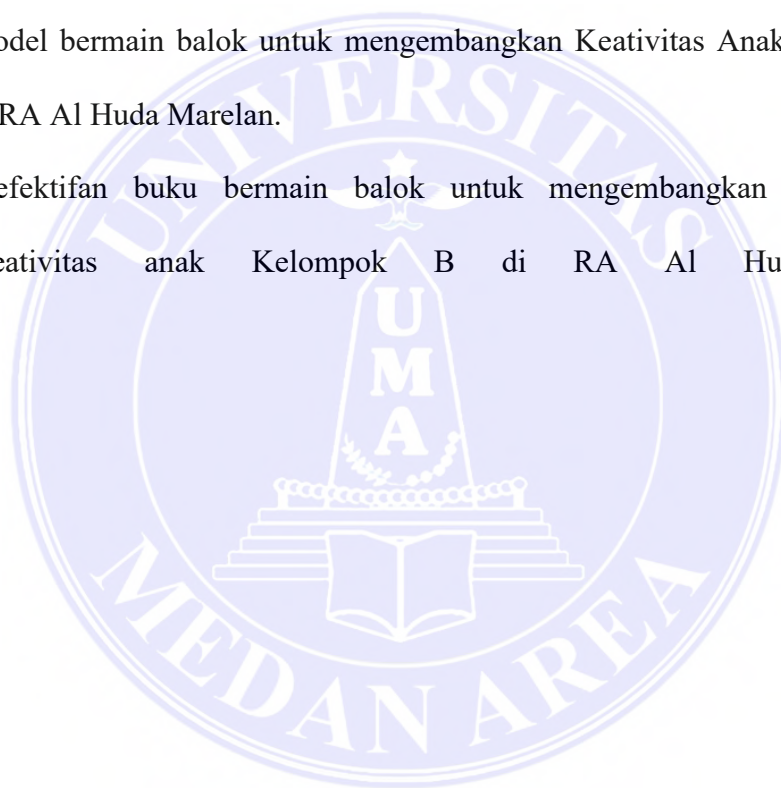 odel bermain balok untuk mengembangkan Keativitas Anak
RA Al Huda Marelan.
efektifan buku bermain balok untuk mengembangkan
eativitas anak Kelompok B di RA Al Hu
UNIVERSITAS
U
M
A
MEDAN AREA